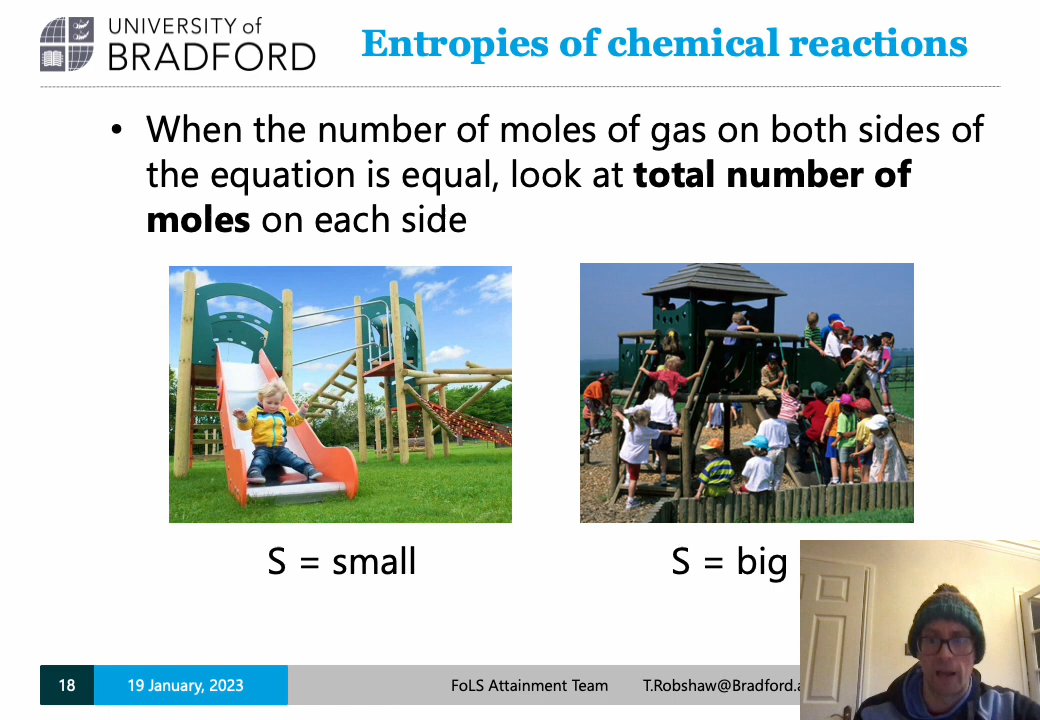 UNIVERSITY of
BRADFORD
Entropies of chemical reactions
• When the number of moles of gas on both sides of
the equation is equal, look at total number of
moles on each side
S = small
S = big
18
19 January, 2023
FoLS Attainment Team